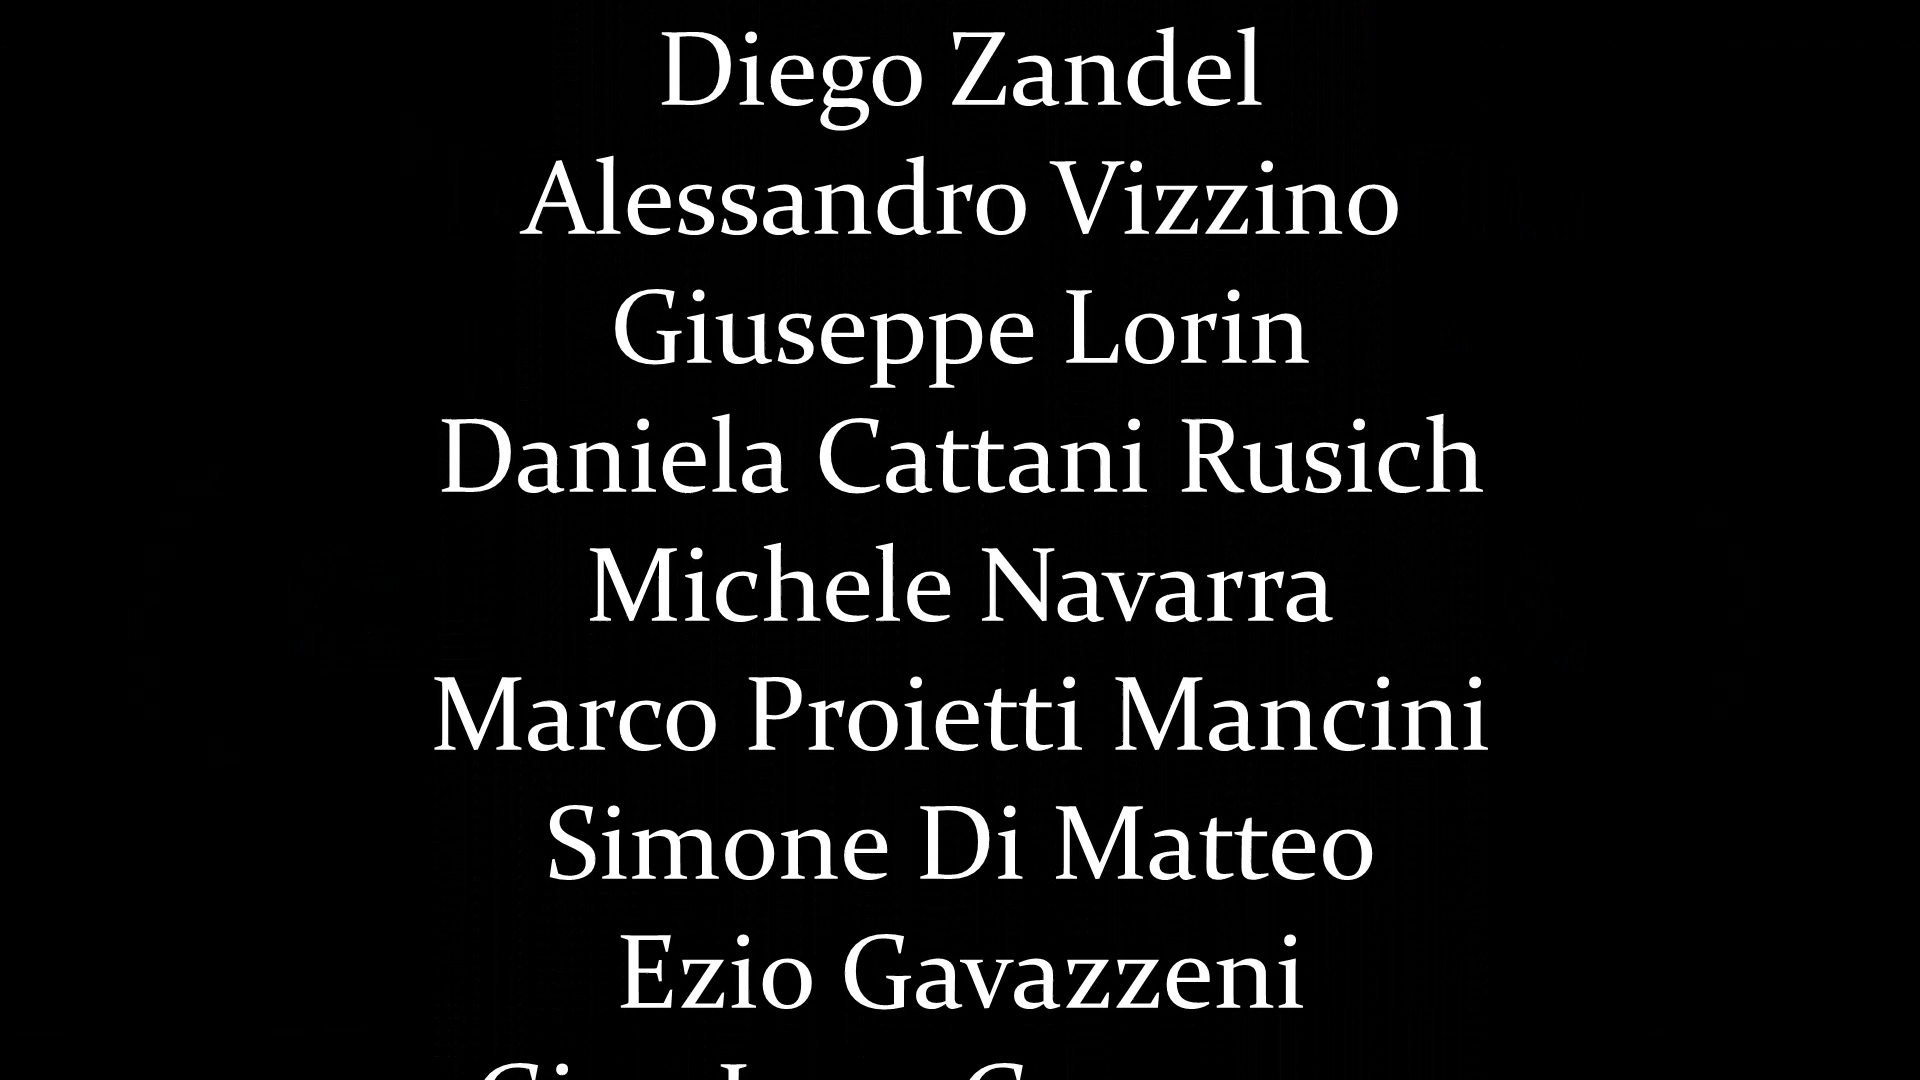 Diego Zandel
Alessandro Vizzino
Giuseppe Lorin
Daniela Cattani Rusich
Michele Navarra
Marco Proietti Mancini
Simone Di Matteo
Ezio Gavazzeni